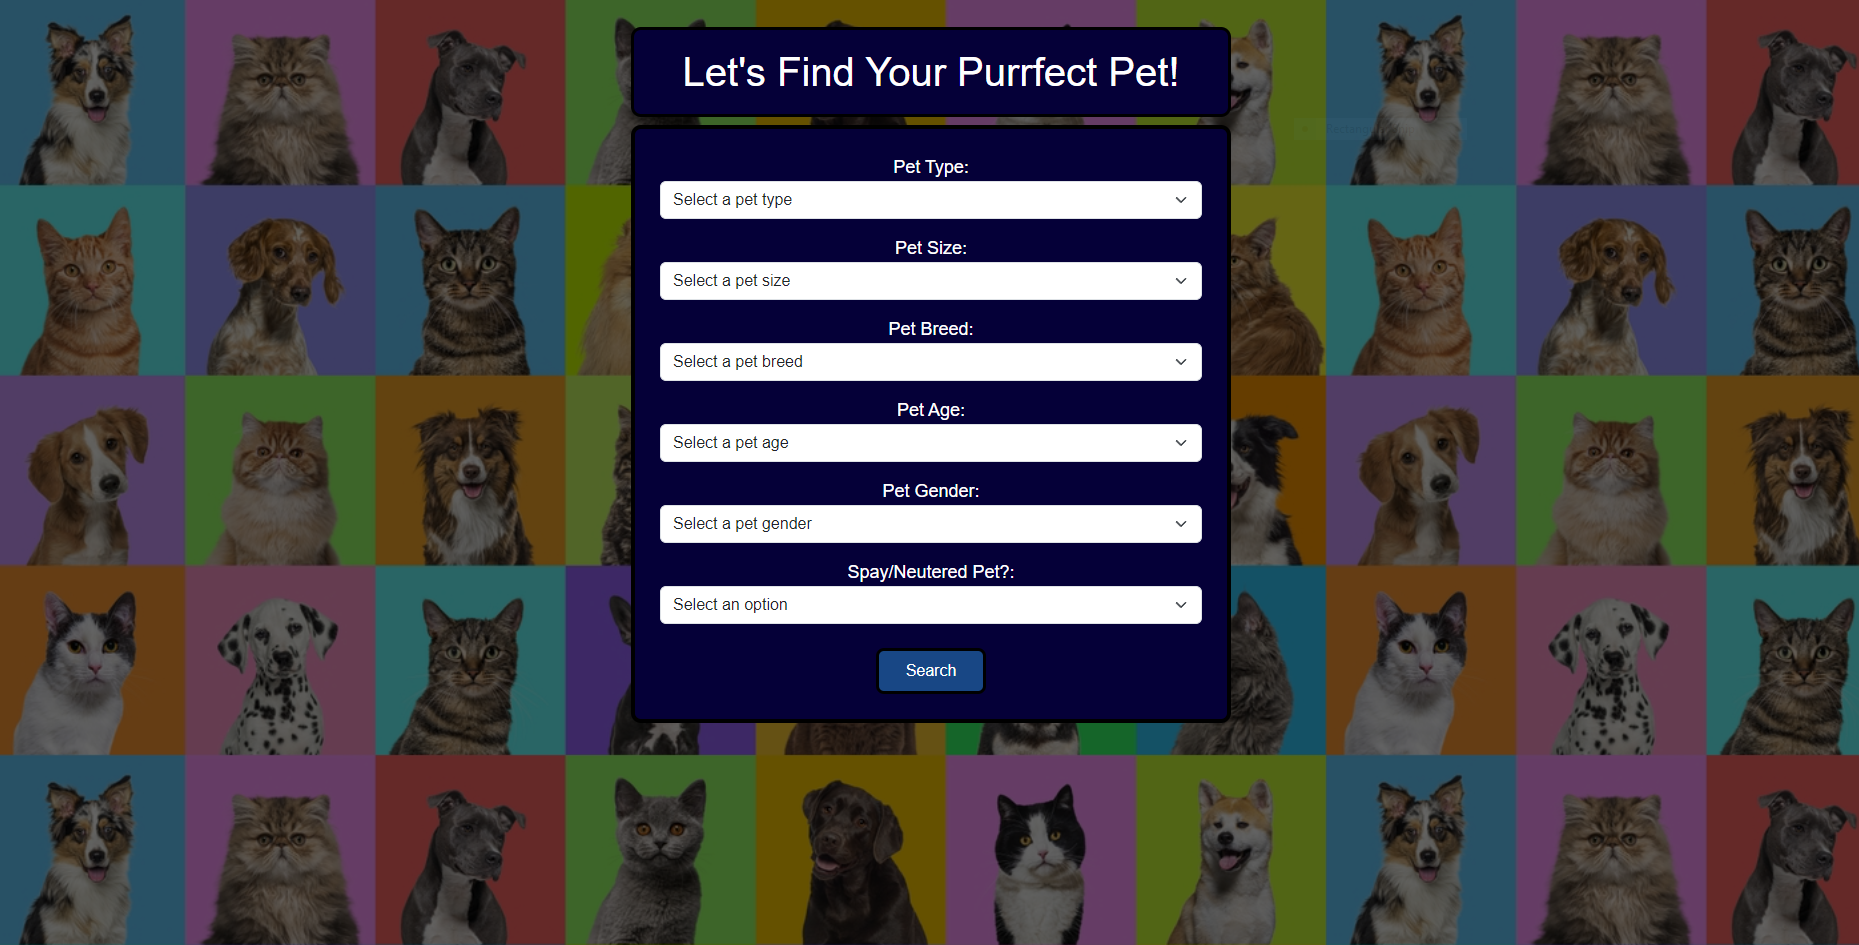 Let's Find Your Purrfect Pet!
Pet Type:
Select a pet type
Pet Size:
Select a pet size
Pet Breed:
Select a pet breed
Pet Age:
Select a pet age
Pet Gender:
Select a pet gender
Spay/Neutered Pet?:
Select an option
Search